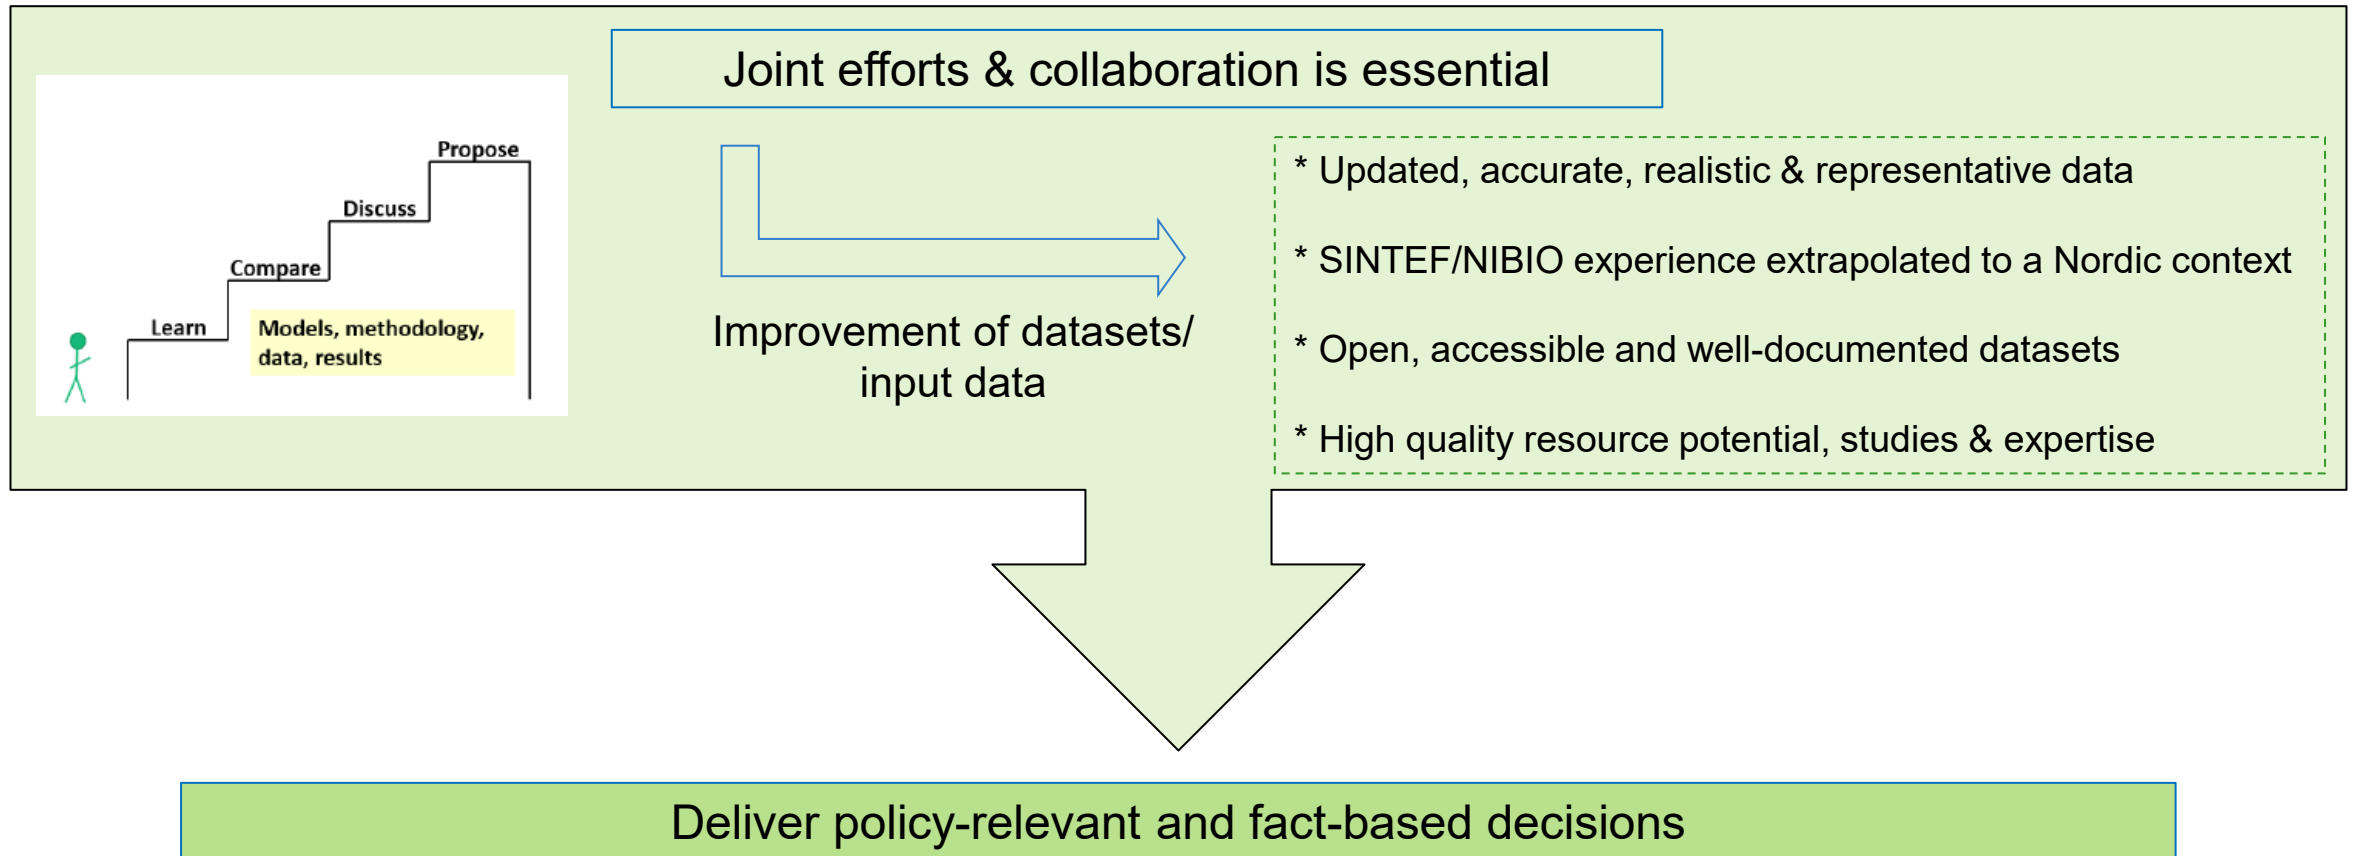 Joint efforts & collaboration is essential
Propose
Discuss
Compare
Learn
Models, methodology,
data, results
Improvement of datasets/
input data
* Updated, accurate, realistic & representative data
* SINTEF/NIBIO experience extrapolated to a Nordic context
* Open, accessible and well-documented datasets
* High quality resource potential, studies & expertise
Deliver policy-relevant and fact-based decisions